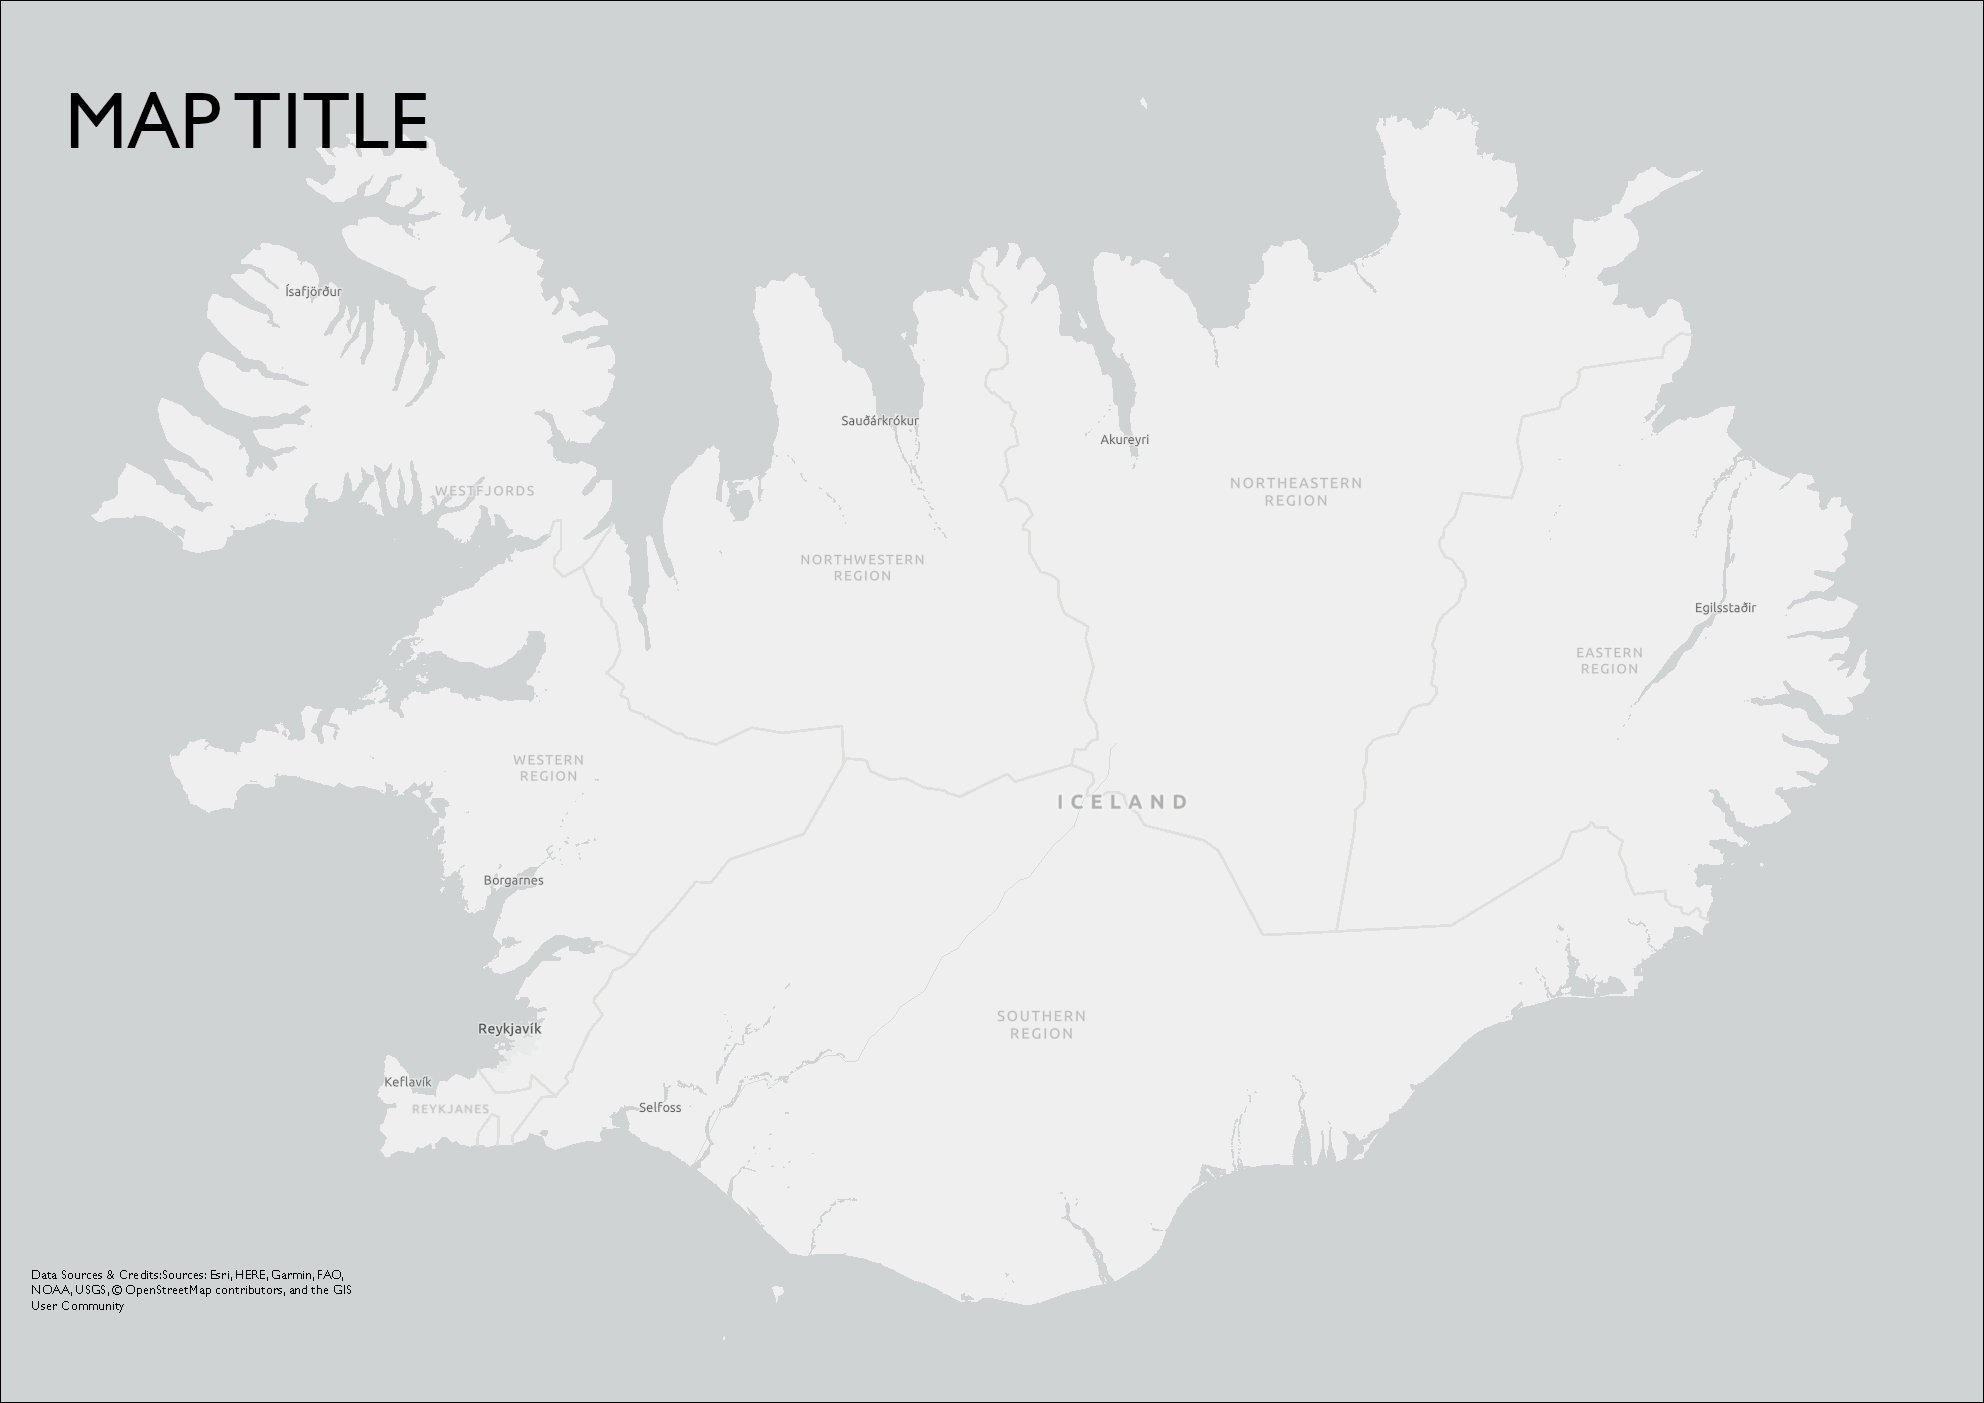 MAP TITLE
Ísafjörður
Sauðárkrókur
Akureyri
WESTFJORDS
NORTHEASTERN
REGION
NORTHWESTERN
REGION
Egilsstaðir
EASTERN
REGION
WESTERN
REGION
ICELAND
Borgarnes
SOUTHERN
REGION
Reykjavík
Keflavík
REYKJANES
Selfoss
Data Sources & Credits:Sources: Esri, HERE, Garmin, FAO,
NOAA, USGS, © OpenStreetMap contributors, and the GIS
User Community